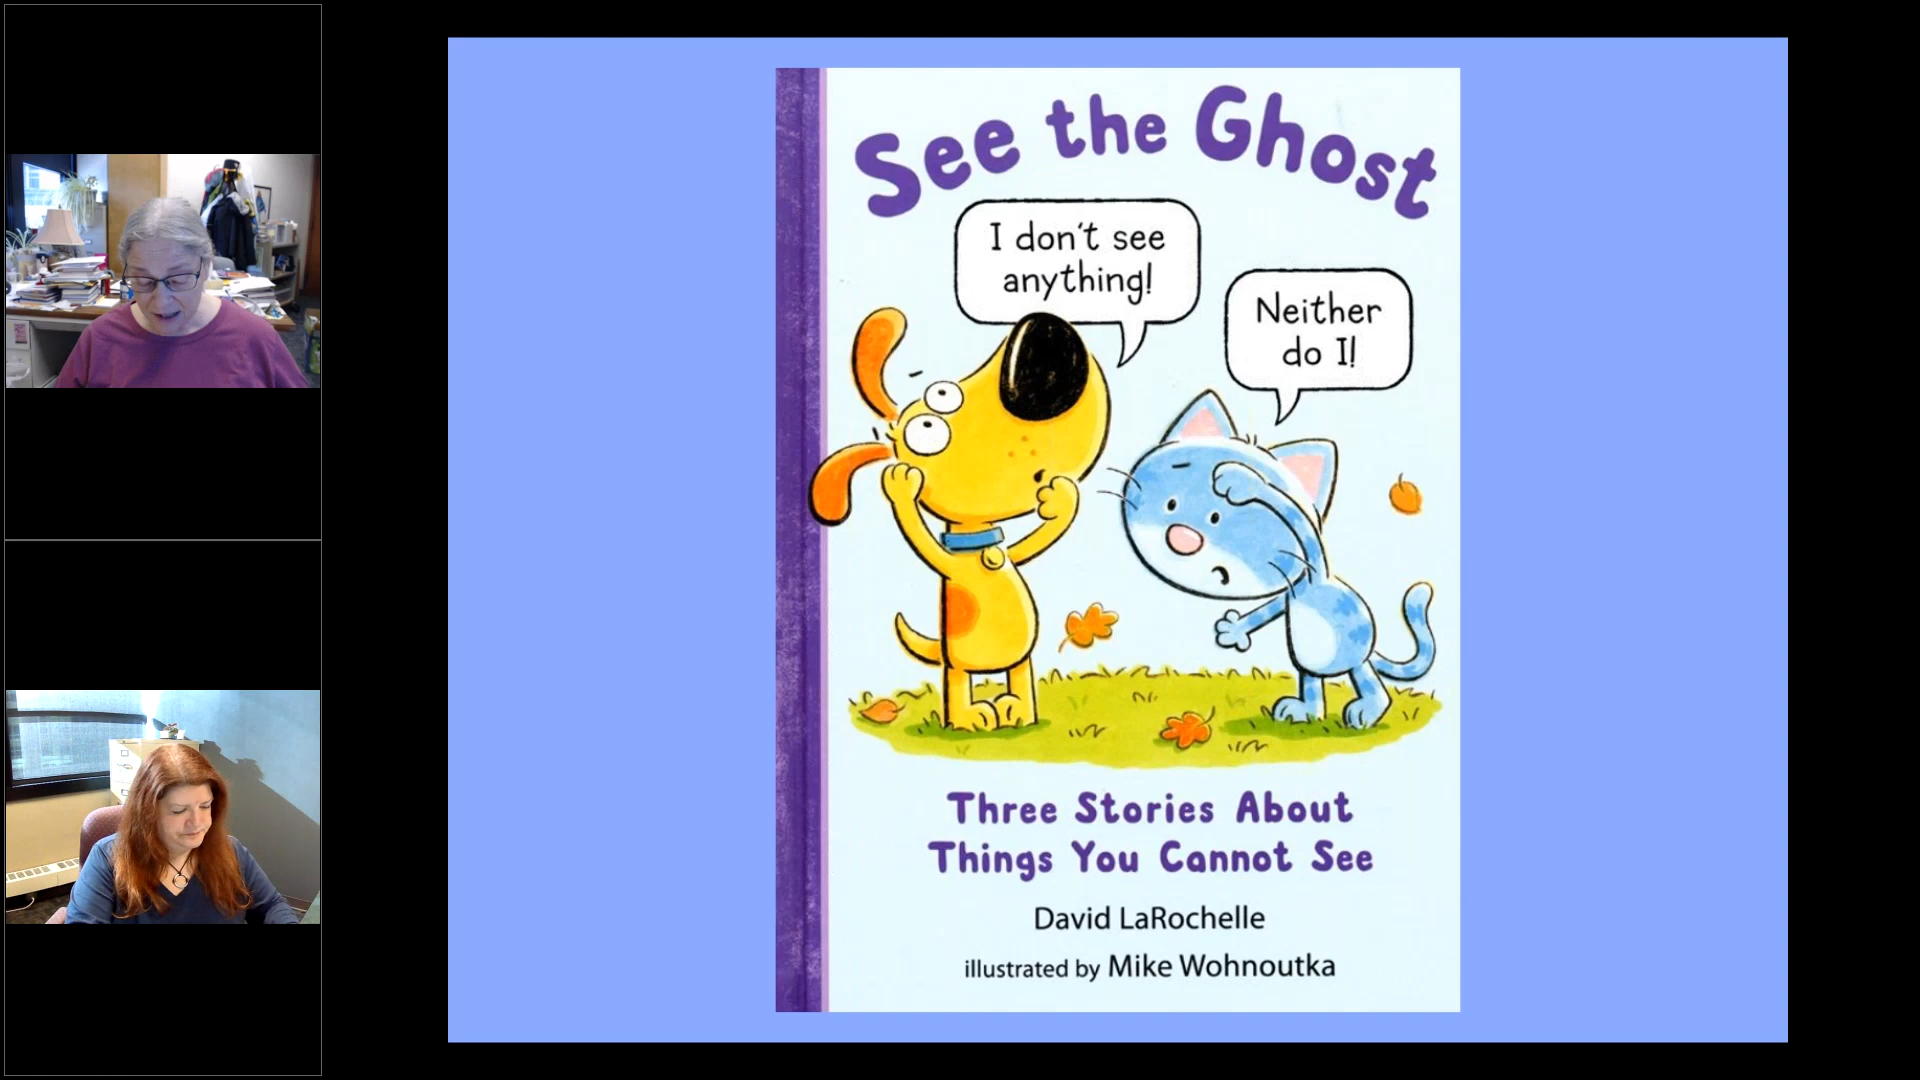 See the Ghost
I don't see
anything!
Neither
do I!
Three Stories About
Things You Cannot See
David LaRochelle
illustrated by Mike Wohnoutka